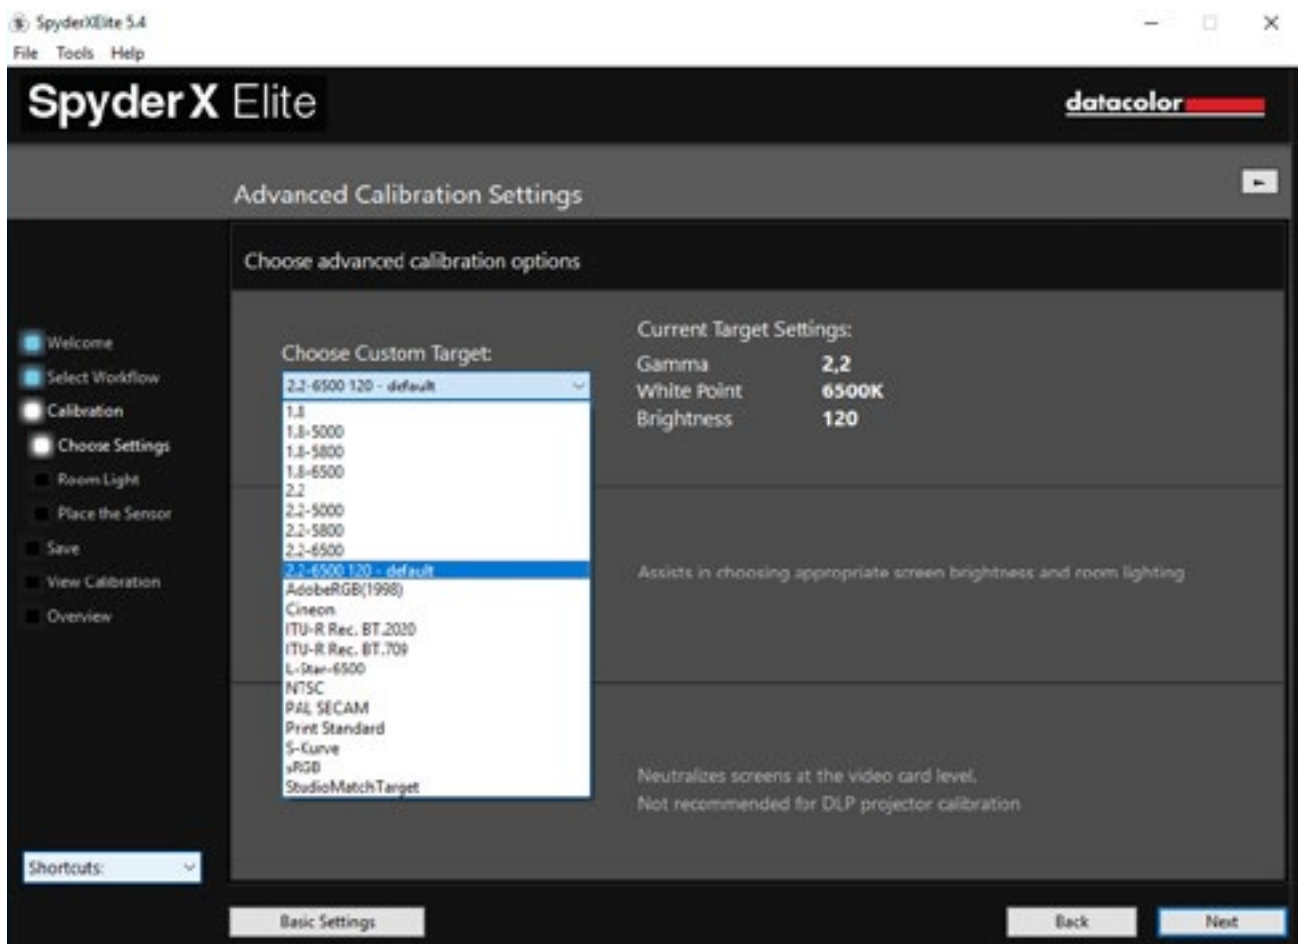 SpyderXElite 5.4
File Tools Help
SpyderX Elite
datacolor
Advanced Calibration Settings
Choose advanced calibration options
Welcome
Select Workflow
Calibration
Choose Settings
Room Light
Place the Sensor
Save
View Calibration
Overview
Shortcuts:
Choose Custom Target:
2.2-6500 120 - default
1.8
1.8-5000
1.8-5800
1.8-6500
2.2
2.2-5000
2.2-5800
2.2-6500
2.2-6500 120 - default
AdobeRGB(1998)
Cineon
ITU-R Rec. BT.2020
ITU-R Rec. BT.709
L-Star-6500
NTSC
PAL SECAM
Print Standard
S-Kurve
sRGB
StudioMatchTarget
Current Target Settings:
Gamma 2,2
White Point 6500K
Brightness 120
Assists in choosing appropriate screen brightness and room lighting
Neutralizes screens at the video card level.
Not recommended for DLP projector calibration
Basic Settings
Back
Next